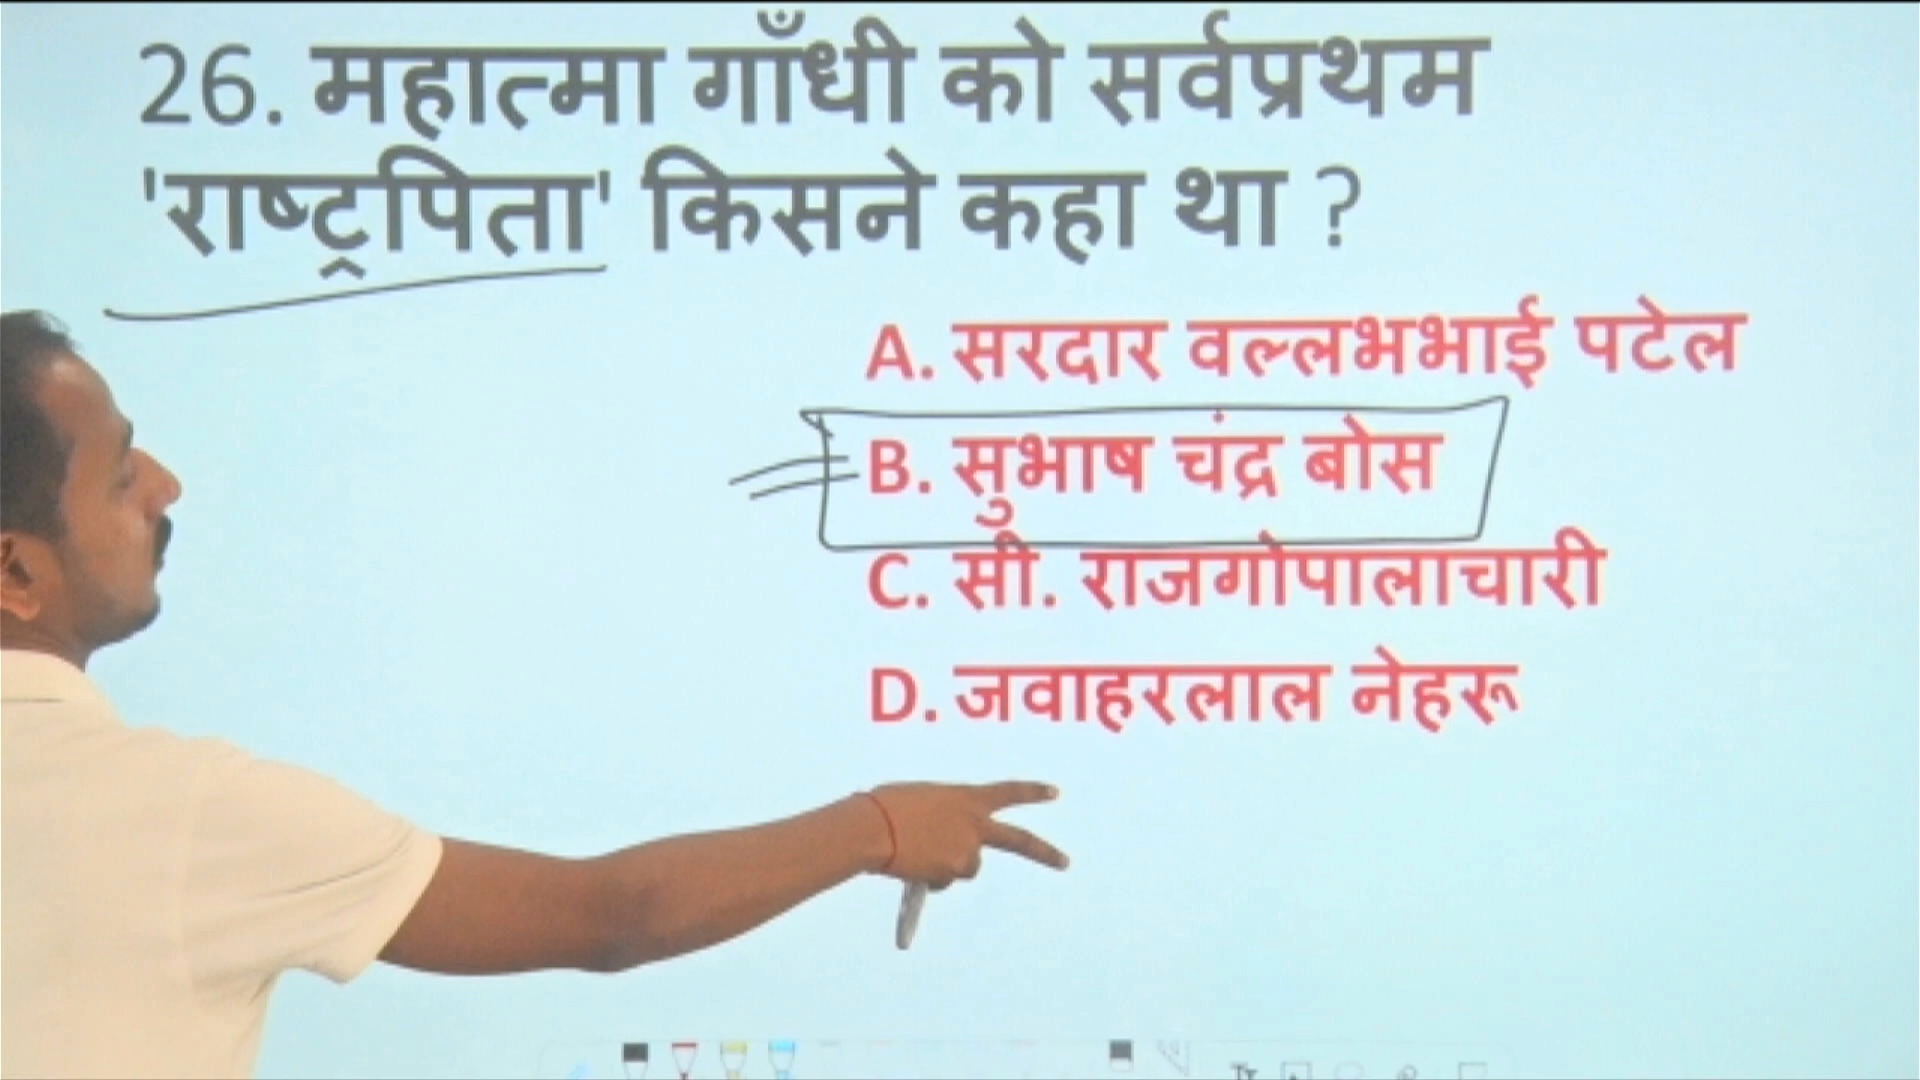 26. महात्मा गाँधी को सर्वप्रथम
'राष्ट्रपिता' किसने कहा था ?
A. सरदार वल्लभभाई पटेल
B. सुभाष चंद्र बोस
C. सी. राजगोपालाचारी
D. जवाहरलाल नेहरू